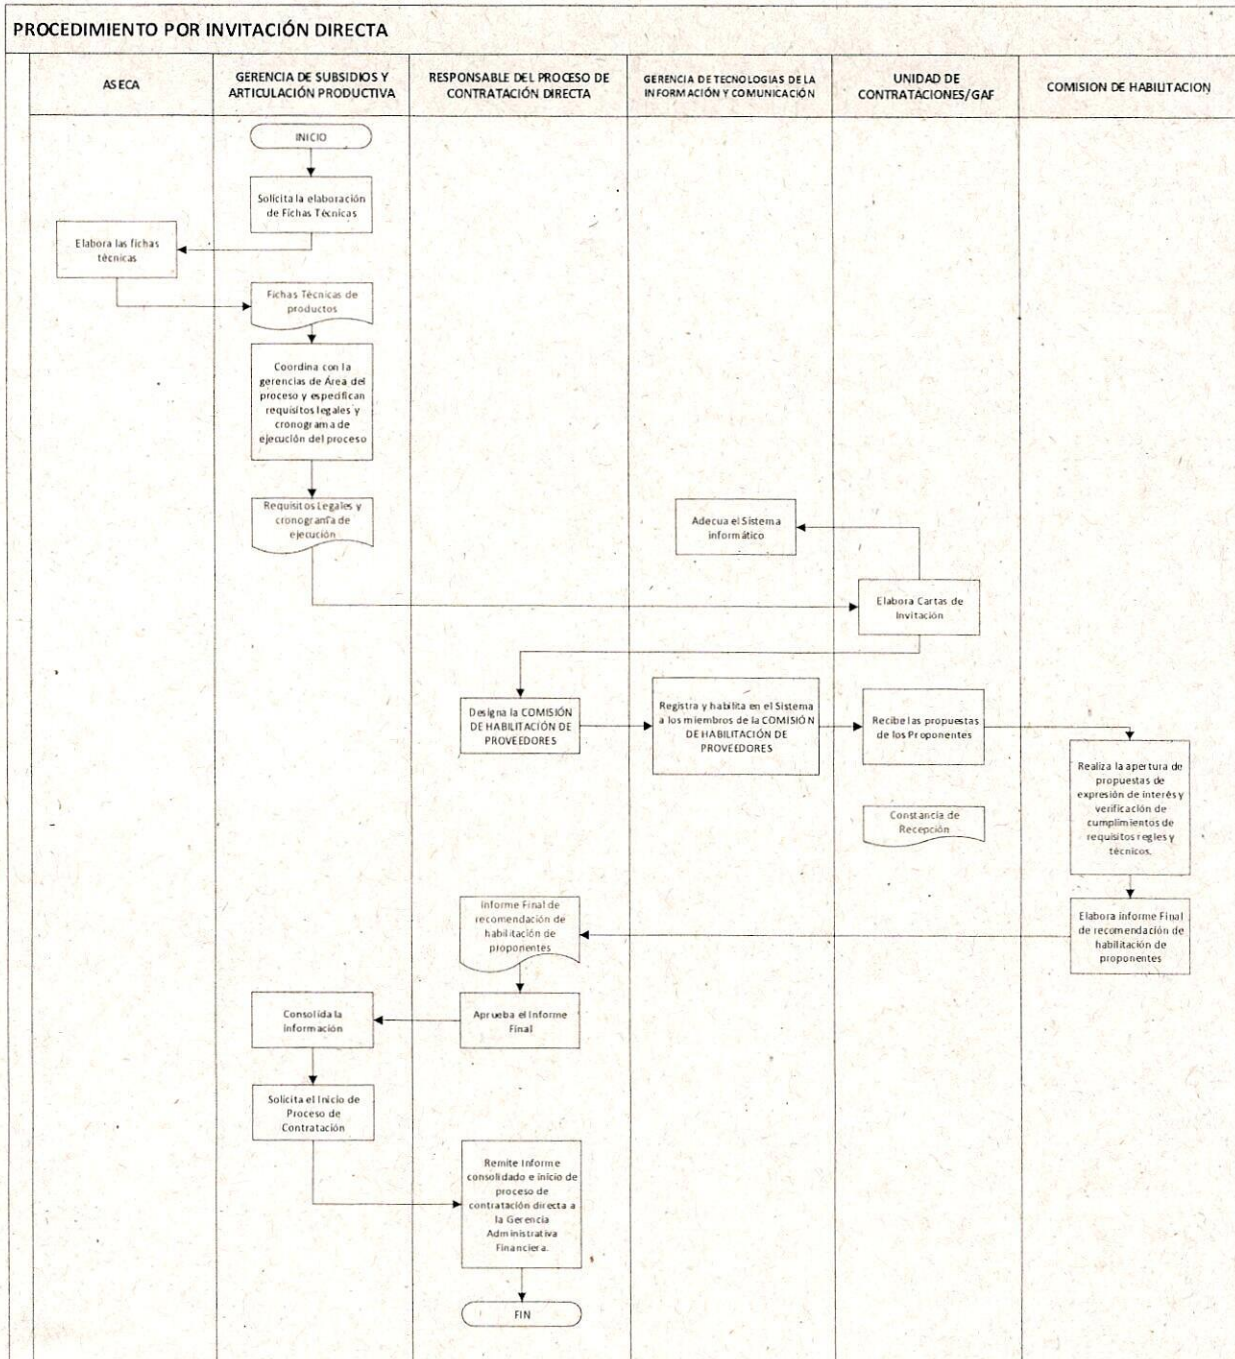 PROCEDIMIENTO POR INVITACIÓN DIRECTA
ASECA
GERENCIA DE SUBSIDIOS Y
ARTICULACIÓN PRODUCTIVA
RESPONSABLE DEL PROCESO DE
CONTRATACIÓN DIRECTA
GERENCIA DE TECNOLOGIAS DE LA
INFORMACIÓN Y COMUNICACIÓN
UNIDAD DE
CONTRATACIONES/GAF
COMISION DE HABILITACION
INICIO
Solicita la elaboración
de Fichas Técnicas
Elabora las fichas
técnicas
Fichas Técnicas de
productos
Coordina con la
gerencias de Área del
proceso y especifican
requisitos legales y
cronograma de
ejecución del proceso
Requisitos Legales y
cronograma de
ejecución
Adecua el Sistema
informático
Elabora Cartas de
Invitación
Designa la COMISIÓN
DE HABILITACIÓN DE
PROVEEDORES
Registra y habilita en el Sistema
a los miembros de la COMISIÓN
DE HABILITACIÓN DE
PROVEEDORES
Recibe las propuestas
de los Proponentes
Realiza la apertura de
propuestas de
expresión de interés y
verificación de
cumplimientos de
requisitos regles y
técnicos.
Constancia de
Recepción
Informe Final de
recomendación de
habilitación de
proponentes
Elabora informe Final
de recomendación de
habilitación de
proponentes
Consolida la
información
Aprueba el Informe
Final
Solicita el Inicio de
Proceso de
Contratación
Remite Informe
consolidado e inicio de
proceso de
contratación directa a
la Gerencia
Administrativa
Financiera.
FIN